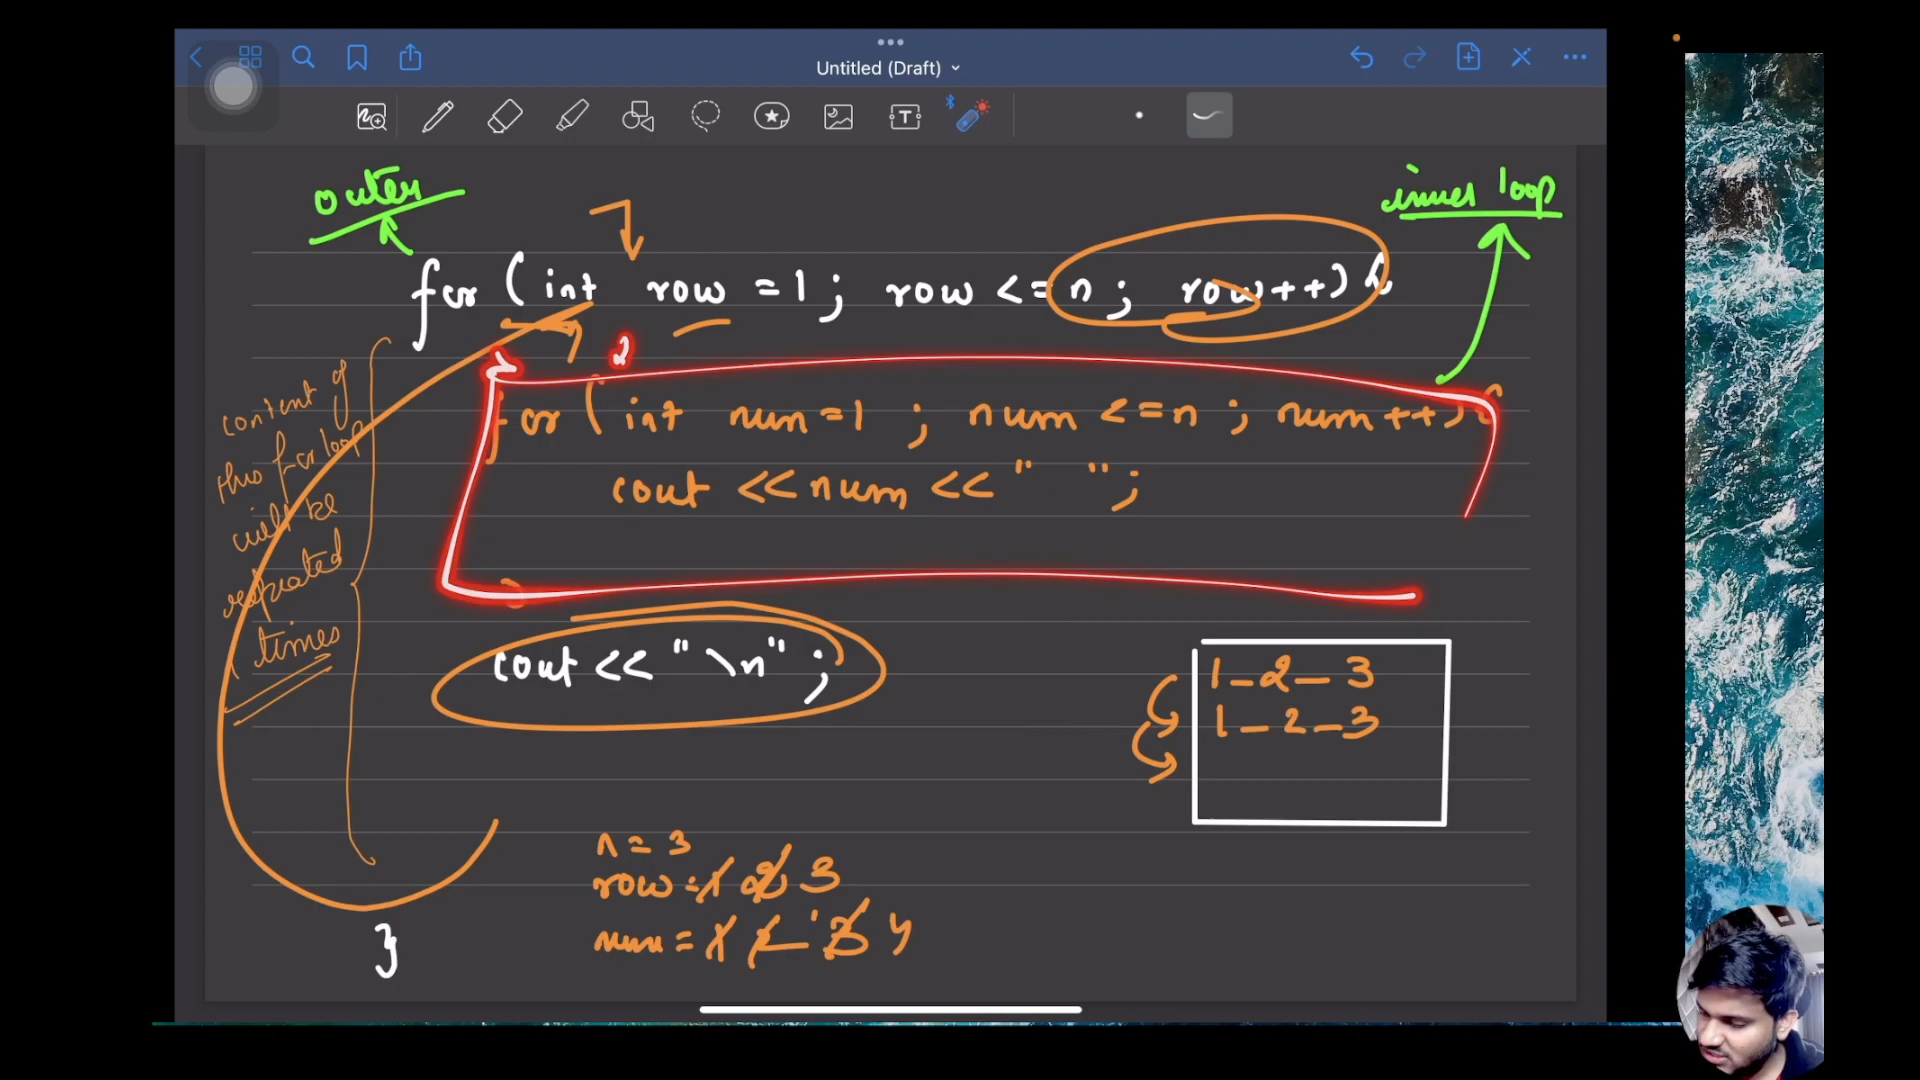 Untitled (Draft)
outer
inner loop
for ( int row = 1 ; row <= n ; row++) {
2
for ( int num = 1 ; num <= n ; num++) {
cout << num << " " ;
}
content of
this for loop
will be
repeated
times
cout << "\n" ;
1 _ 2 _ 3
1 _ 2 _ 3
n = 3
row = 1 2 3
num = 1 2 3 4
}